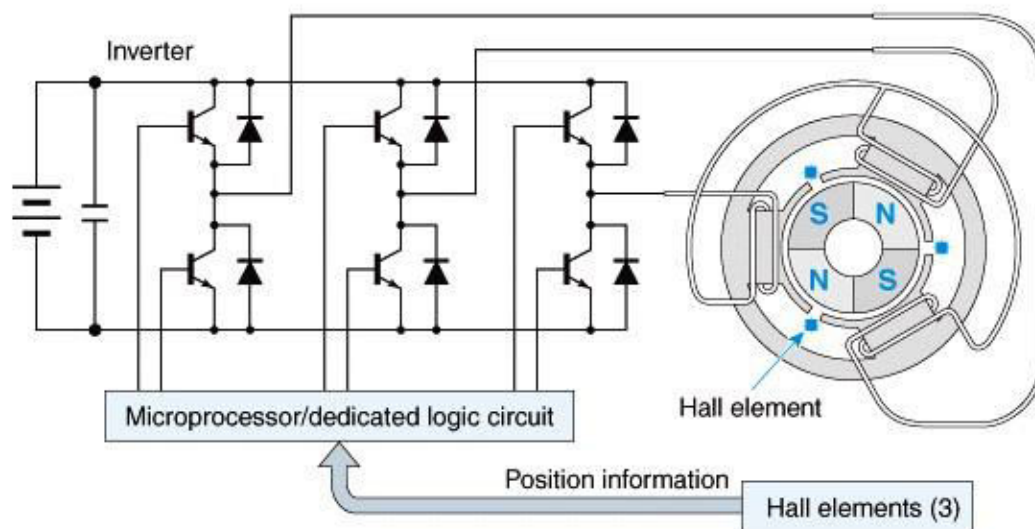 Inverter
S
N
N
S
Hall element
Microprocessor/dedicated logic circuit
Position information
Hall elements (3)